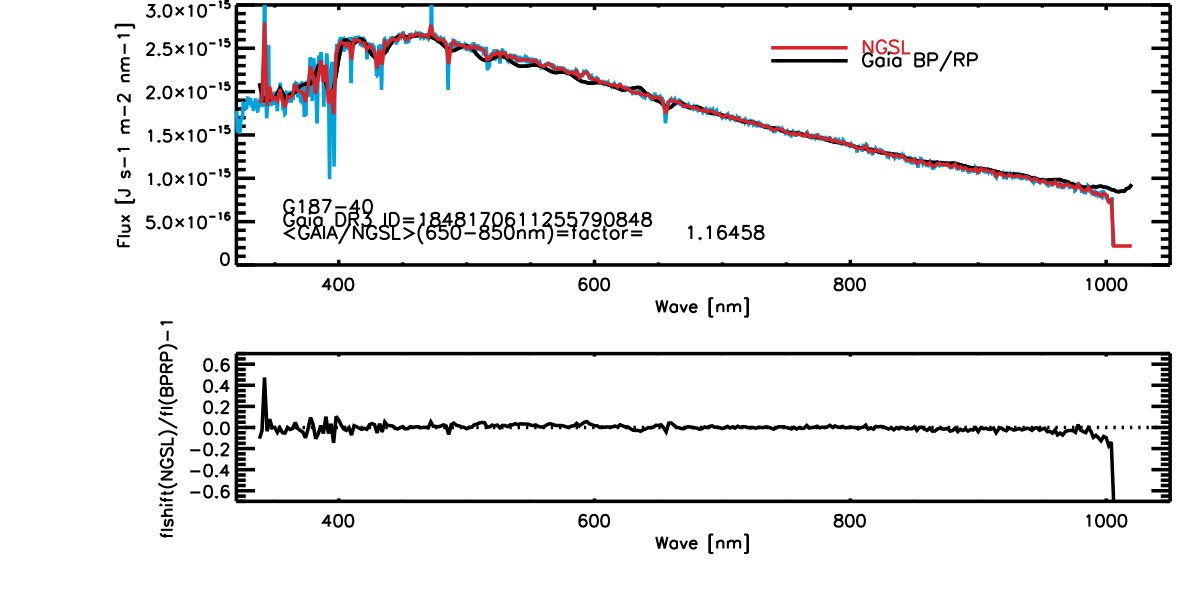 3.0×10−15
2.5×10−15
2.0×10−15
1.5×10−15
1.0×10−15
5.0×10−16
0
Flux [J s−1 m−2 nm−1]
NGSL
Gaia BP/RP
G187−40
Gaia DR3 ID=1848170611255790848
<GAIA/NGSL>(650−850nm)=factor= 1.16458
400 600 800 1000
Wave [nm]
0.6
0.4
0.2
0.0
−0.2
−0.4
−0.6
flshift(NGSL)/fl(BPRP)−1
400 600 800 1000
Wave [nm]